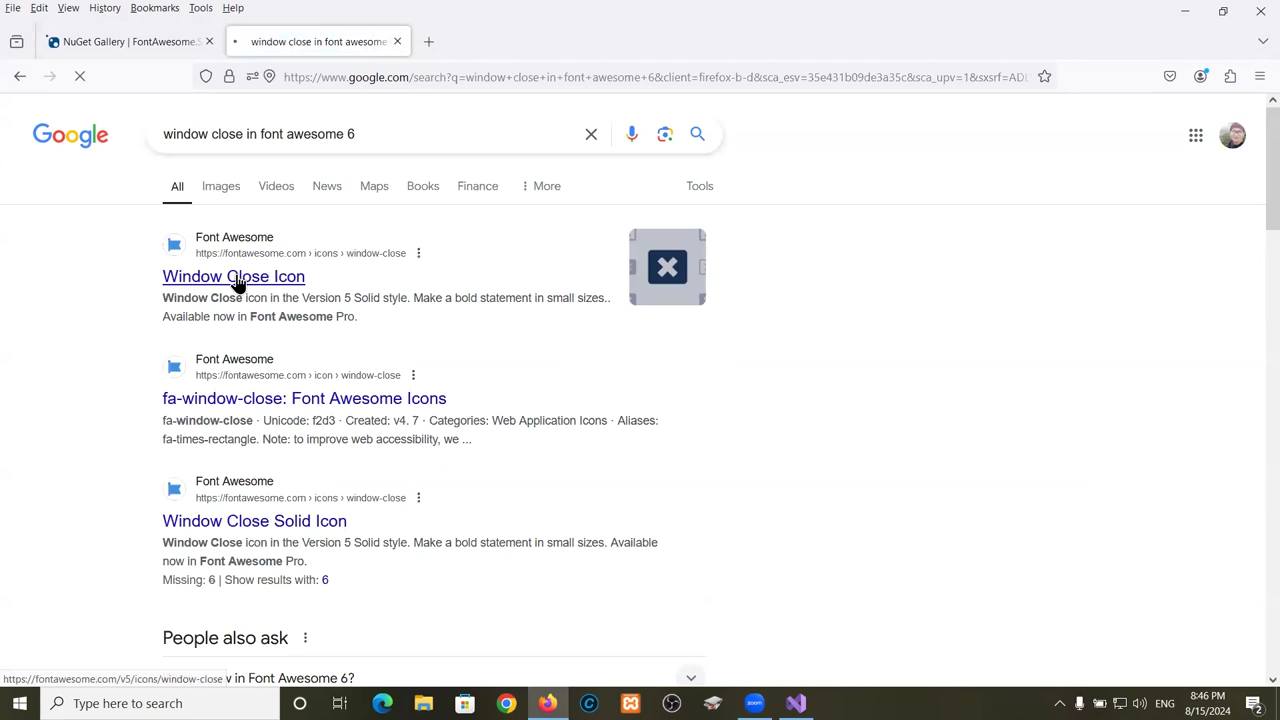 File Edit View History Bookmarks Tools Help
NuGet Gallery | FontAwesome.S
window close in font awesome
https://www.google.com/search?q=window+close+in+font+awesome+6&client=firefox-b-d&sca_esv=35e431b09de3a35c&sca_upv=1&sxsrf=AD
Google
window close in font awesome 6
All Images Videos News Maps Books Finance More Tools
Font Awesome
https://fontawesome.com › icons › window-close
Window Close Icon
Window Close icon in the Version 5 Solid style. Make a bold statement in small sizes..
Available now in Font Awesome Pro.
Font Awesome
https://fontawesome.com › icon › window-close
fa-window-close: Font Awesome Icons
fa-window-close · Unicode: f2d3 · Created: v4. 7 · Categories: Web Application Icons · Aliases:
fa-times-rectangle. Note: to improve web accessibility, we ...
Font Awesome
https://fontawesome.com › icons › window-close
Window Close Solid Icon
Window Close icon in the Version 5 Solid style. Make a bold statement in small sizes. Available
now in Font Awesome Pro.
Missing: 6 | Show results with: 6
People also ask
https://fontawesome.com/v5/icons/window-close
in Font Awesome 6?
Type here to search
zoom
ENG
8:46 PM
8/15/2024
2